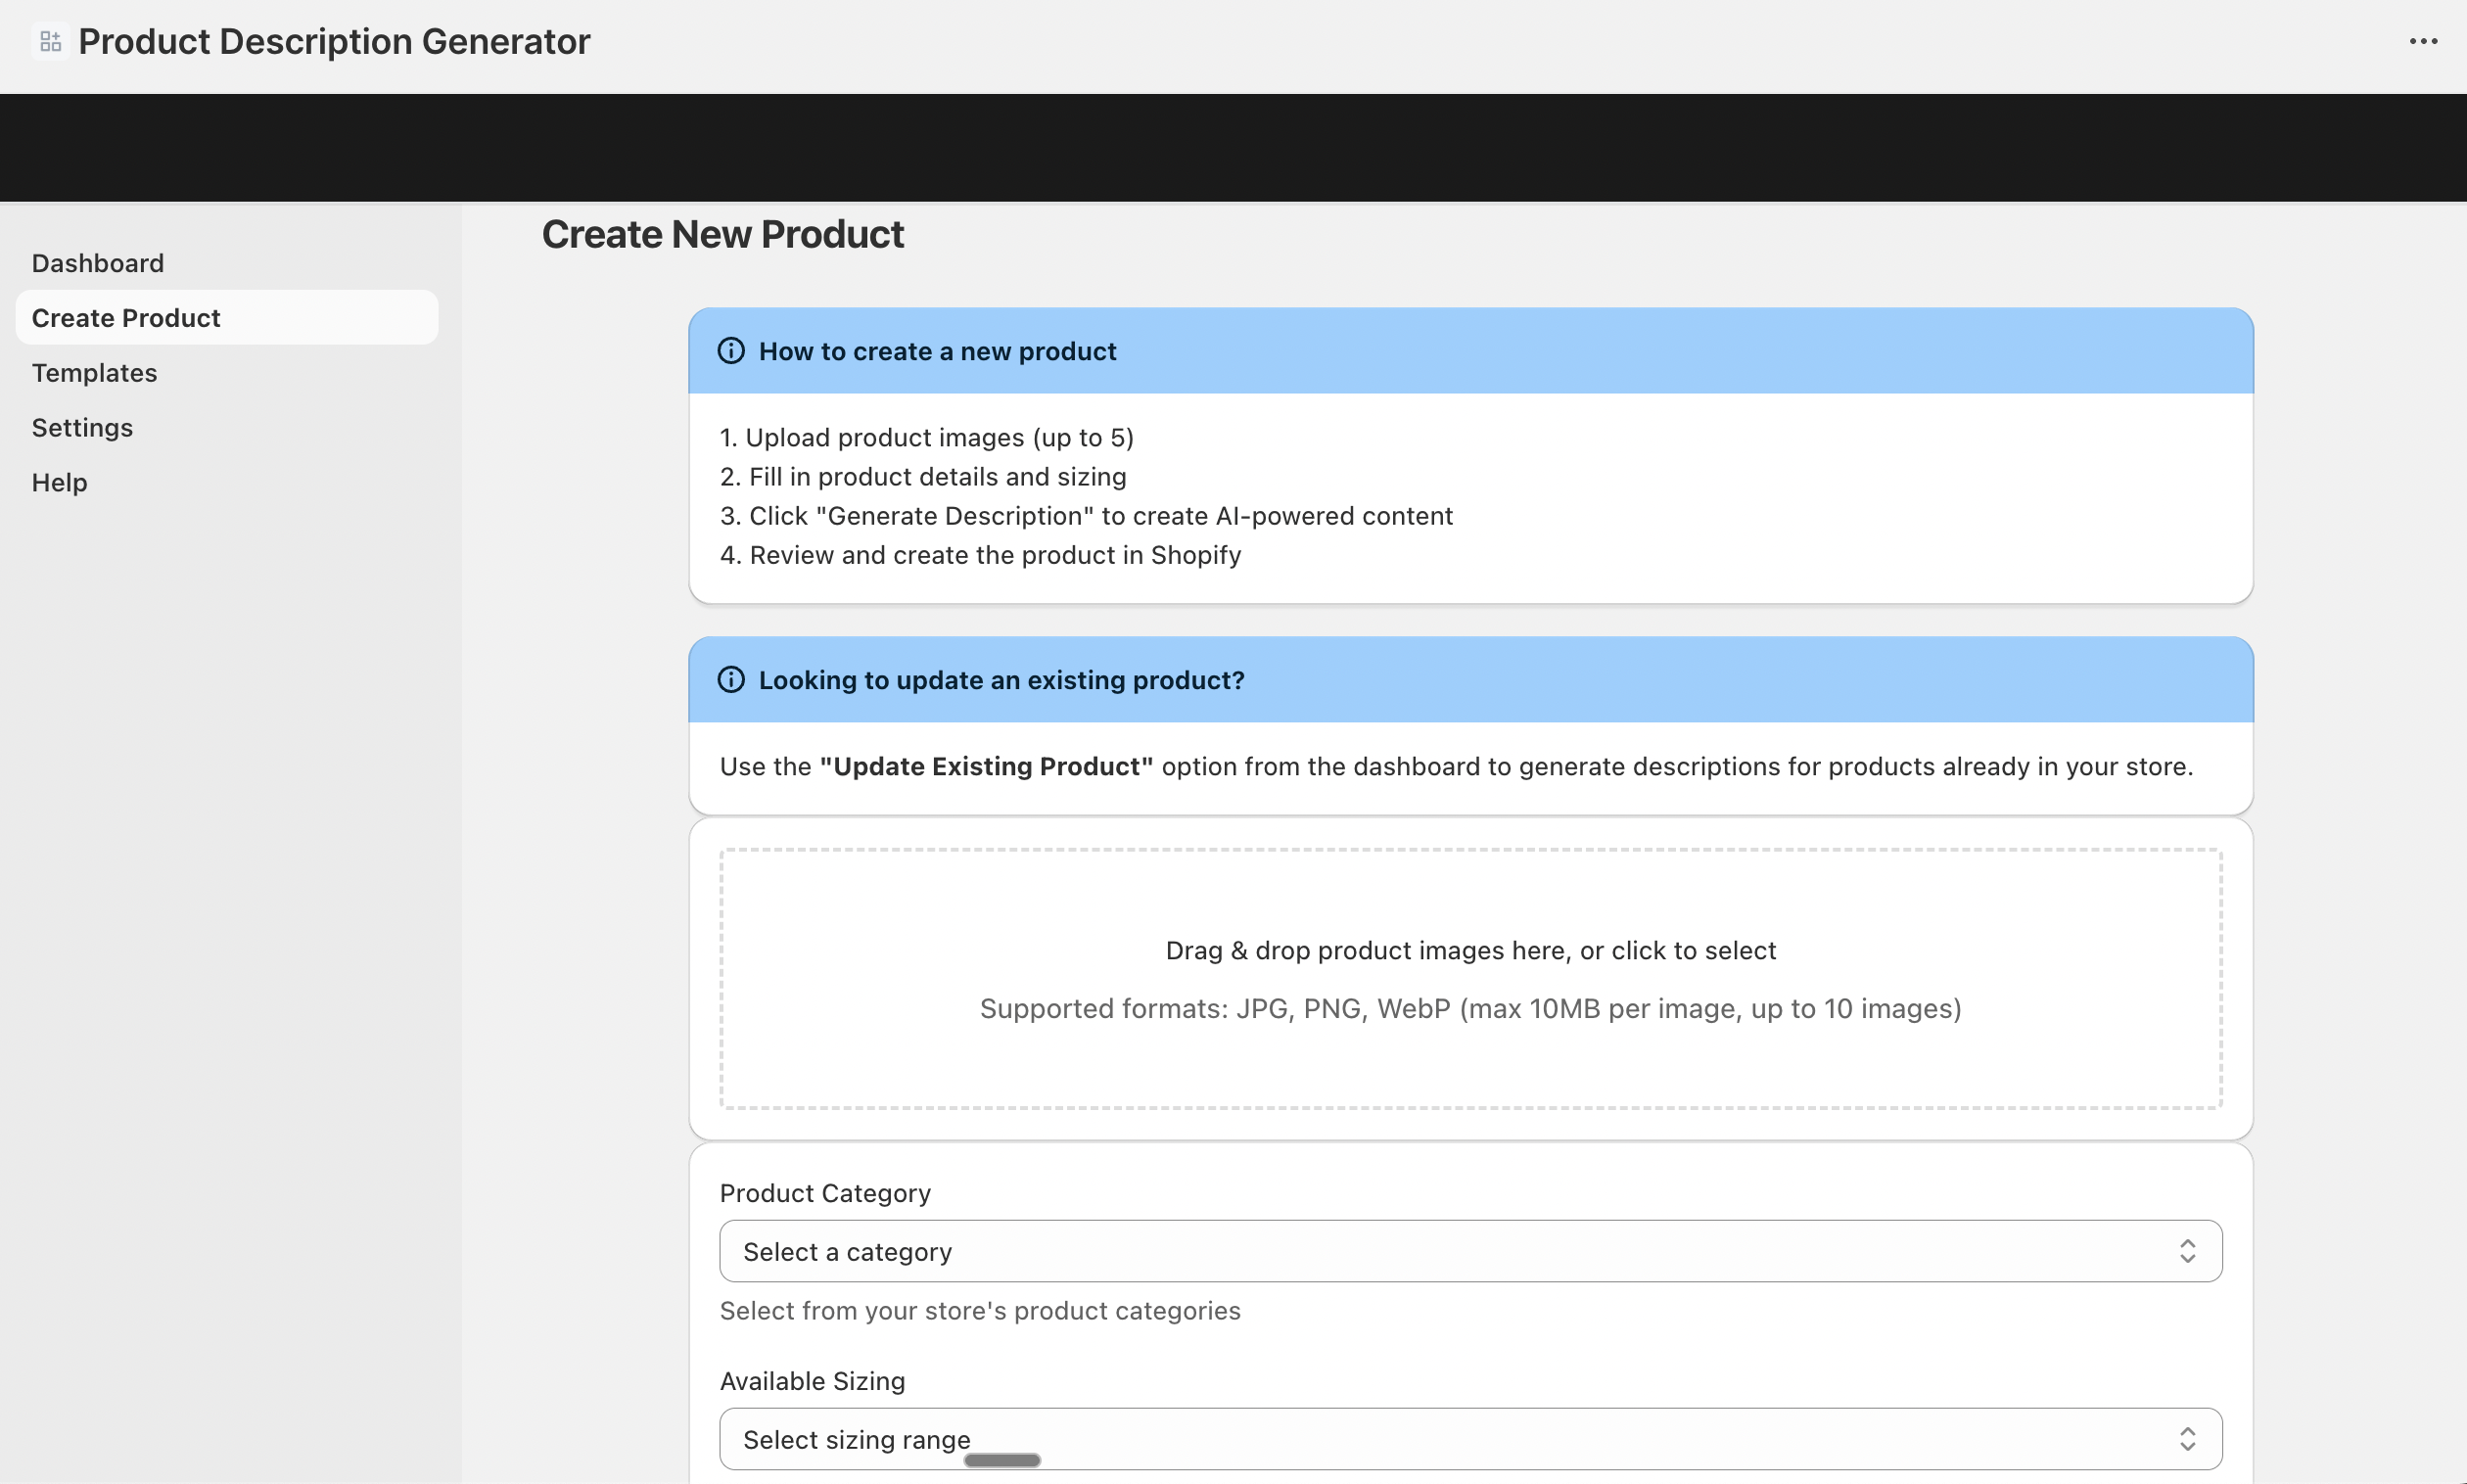 Product Description Generator
Dashboard
Create Product
Templates
Settings
Help
Create New Product
How to create a new product
1. Upload product images (up to 5)
2. Fill in product details and sizing
3. Click "Generate Description" to create AI-powered content
4. Review and create the product in Shopify
Looking to update an existing product?
Use the "Update Existing Product" option from the dashboard to generate descriptions for products already in your store.
Drag & drop product images here, or click to select
Supported formats: JPG, PNG, WebP (max 10MB per image, up to 10 images)
Product Category
Select a category
Select from your store's product categories
Available Sizing
Select sizing range